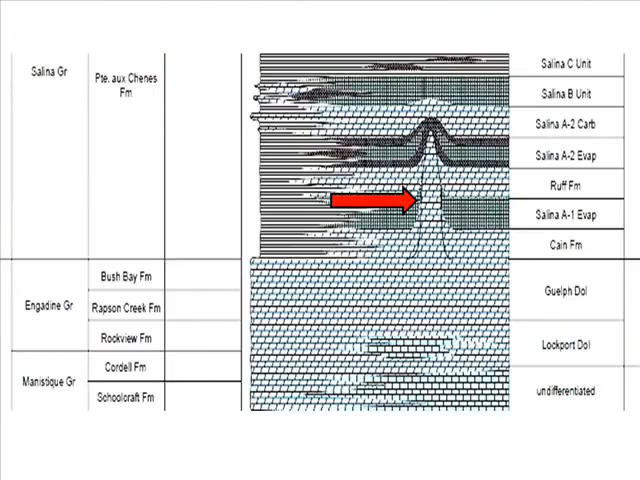 Salina Gr
Pte. aux Chenes
Fm
Salina C Unit
Salina B Unit
Salina A-2 Carb
Salina A-2 Evap
Ruff Fm
Salina A-1 Evap
Cain Fm
Engadine Gr
Bush Bay Fm
Rapson Creek Fm
Rockview Fm
Guelph Dol
Lockport Dol
Manistique Gr
Cordell Fm
Schoolcraft Fm
undifferentiated